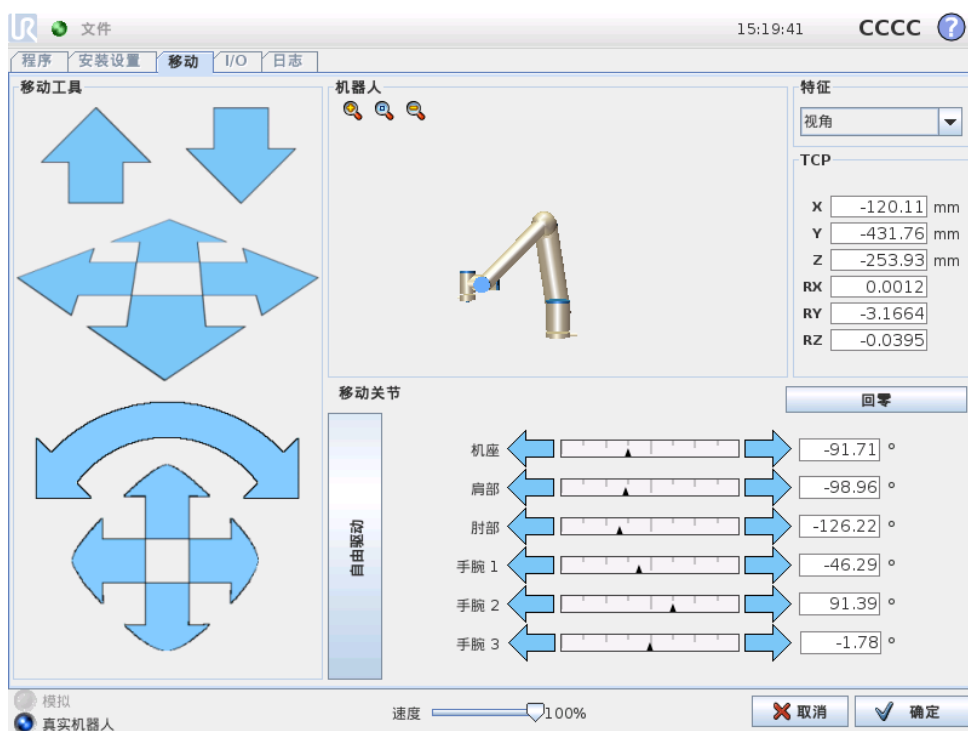 UR 文件 15:19:41 CCCC ?
程序 安装设置 移动 I/O 日志
移动工具
机器人
特征
视角
TCP
X -120.11 mm
Y -431.76 mm
Z -253.93 mm
RX 0.0012
RY -3.1664
RZ -0.0395
移动关节
回零
自由驱动
机座 -91.71 °
肩部 -98.96 °
肘部 -126.22 °
手腕 1 -46.29 °
手腕 2 91.39 °
手腕 3 -1.78 °
模拟
真实机器人
速度 100%
取消 确定